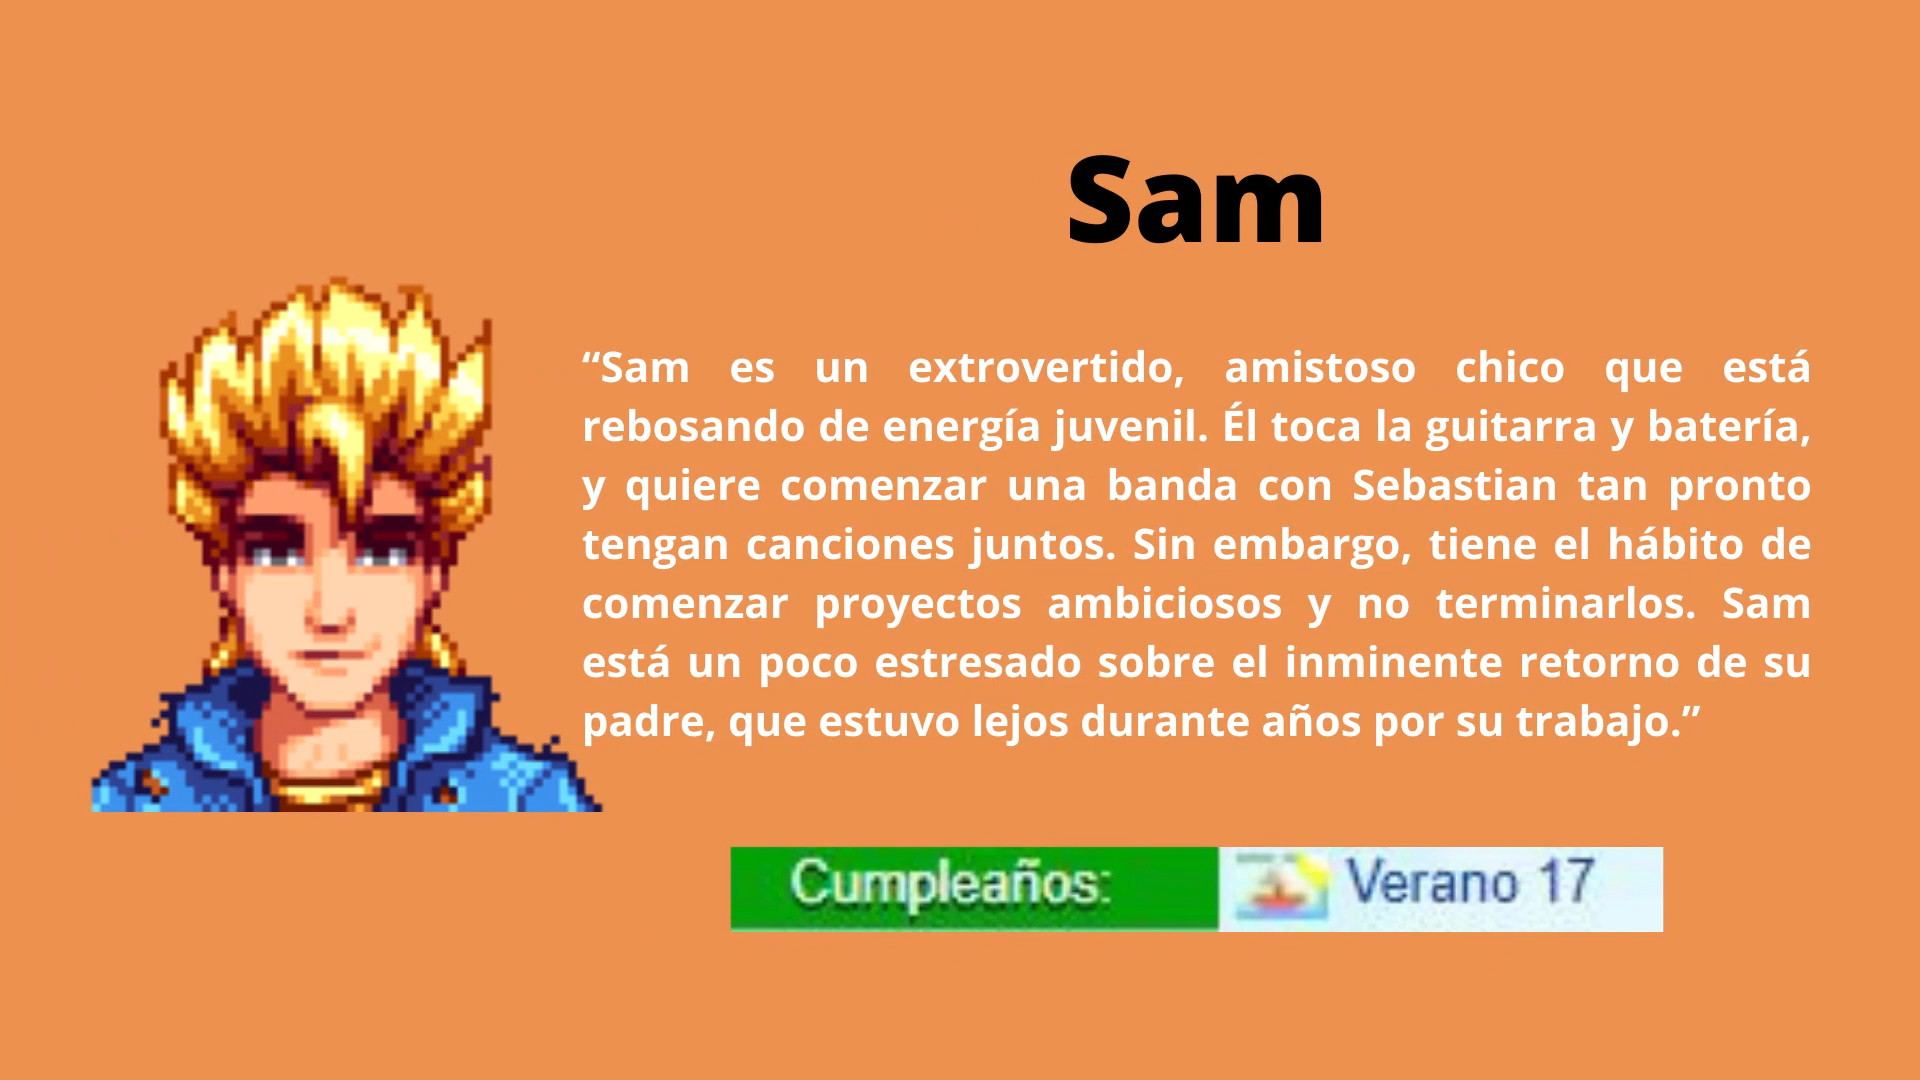 Sam
“Sam es un extrovertido, amistoso chico que está
rebosando de energía juvenil. Él toca la guitarra y batería,
y quiere comenzar una banda con Sebastian tan pronto
tengan canciones juntos. Sin embargo, tiene el hábito de
comenzar proyectos ambiciosos y no terminarlos. Sam
está un poco estresado sobre el inminente retorno de su
padre, que estuvo lejos durante años por su trabajo.”
Cumpleaños: Verano 17